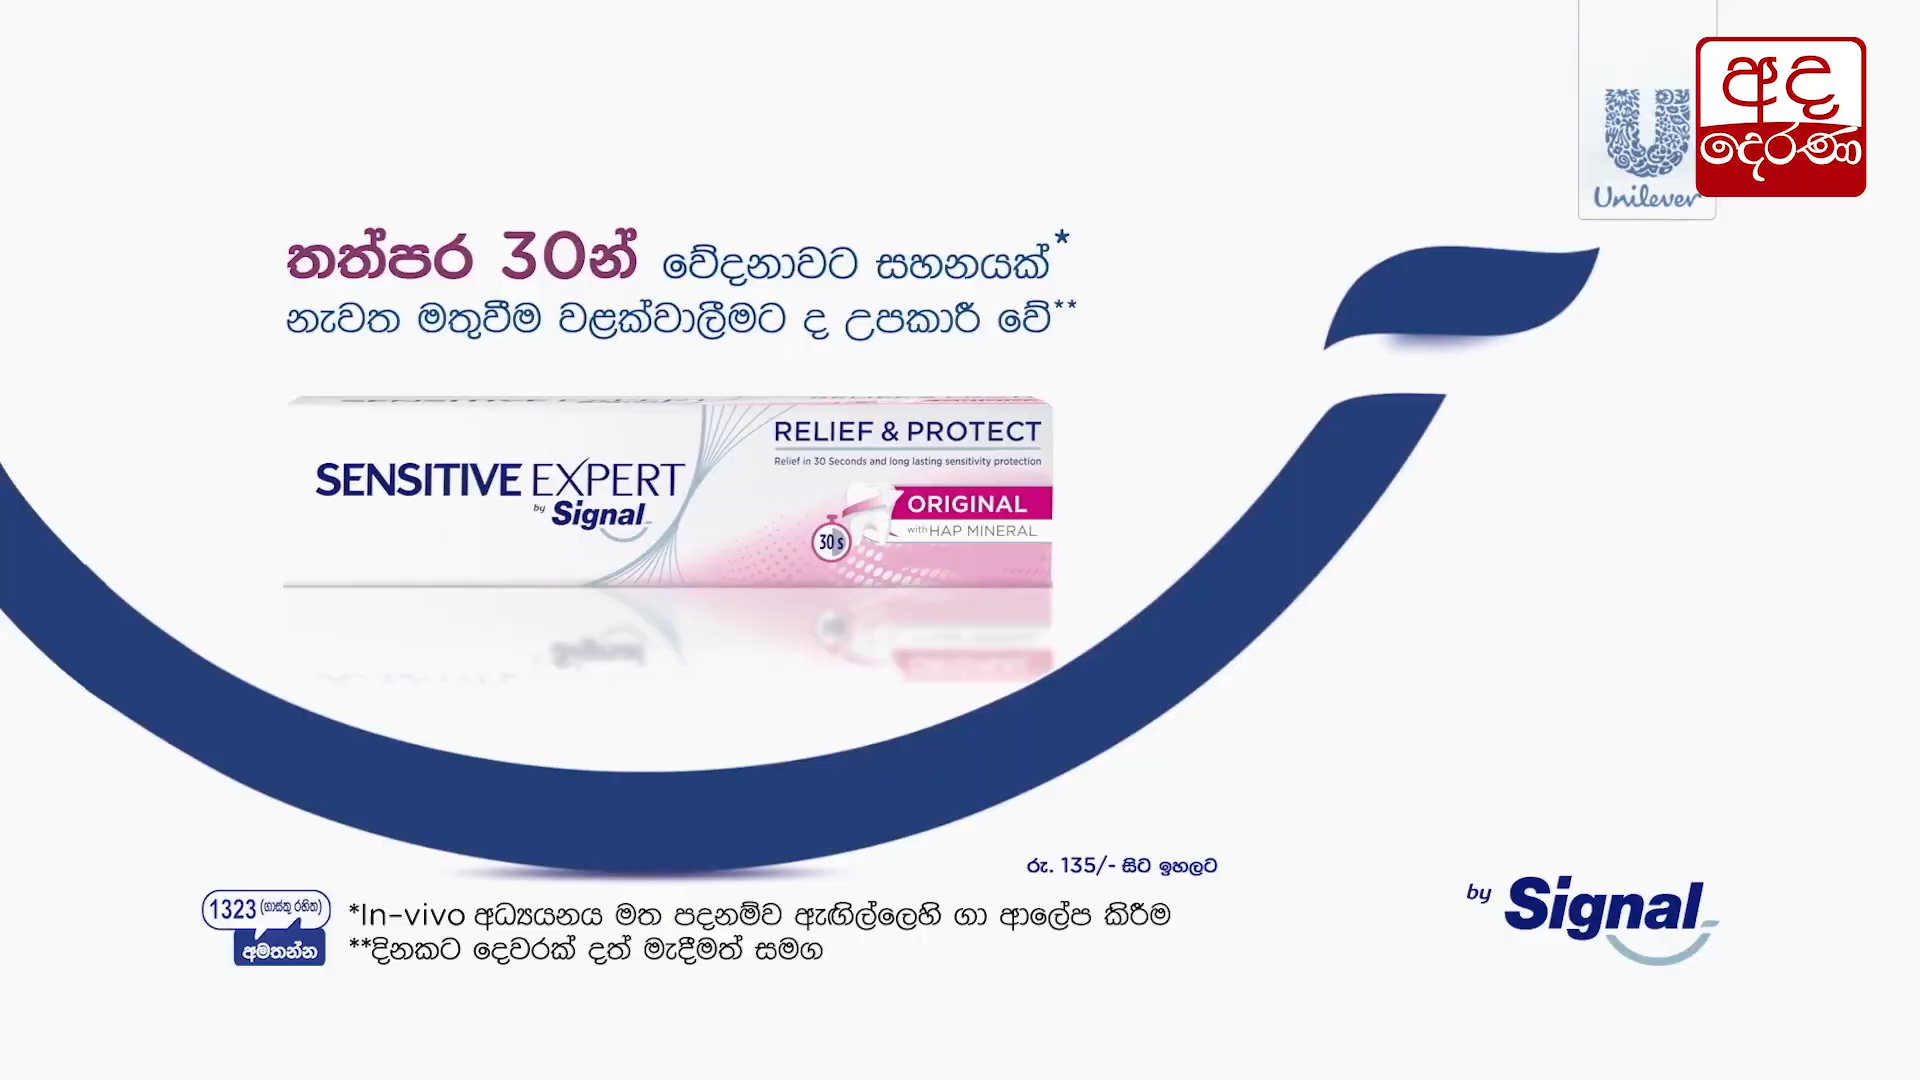 අද
දෙරණ
Unilever
තත්පර 30න් වේදනාවට සහනයක්*
නැවත මතුවීම වළක්වාලීමට ද උපකාරී වේ**
RELIEF & PROTECT
Relief in 30 Seconds and long lasting sensitivity protection
SENSITIVE EXPERT
by Signal
ORIGINAL
with HAP MINERAL
30 s
රු. 135/- සිට ඉහලට
1323 (ගාස්තු රහිත)
අමතන්න
*In-vivo අධ්‍යයනය මත පදනම්ව ඇඟිල්ලෙහි ගා ආලේප කිරීම
**දිනකට දෙවරක් දත් මැදීමත් සමග
by Signal